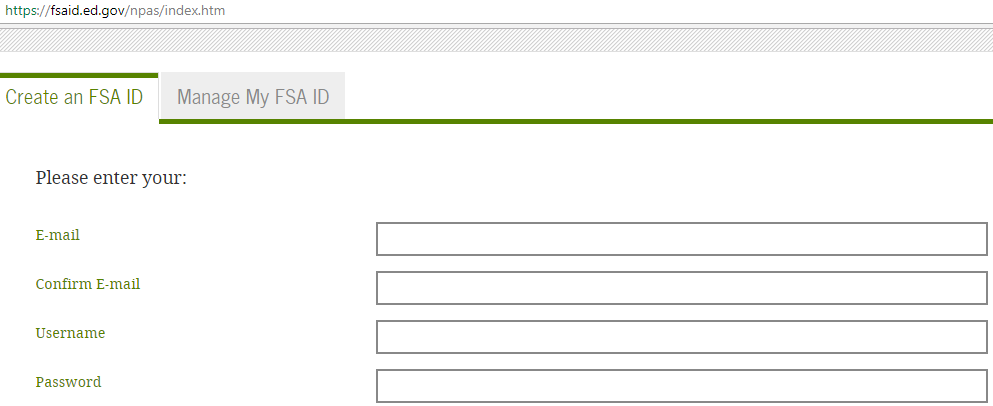 https://fsaid.ed.gov/npas/index.htm
Create an FSA ID Manage My FSA ID
Please enter your:
E-mail
Confirm E-mail
Username
Password